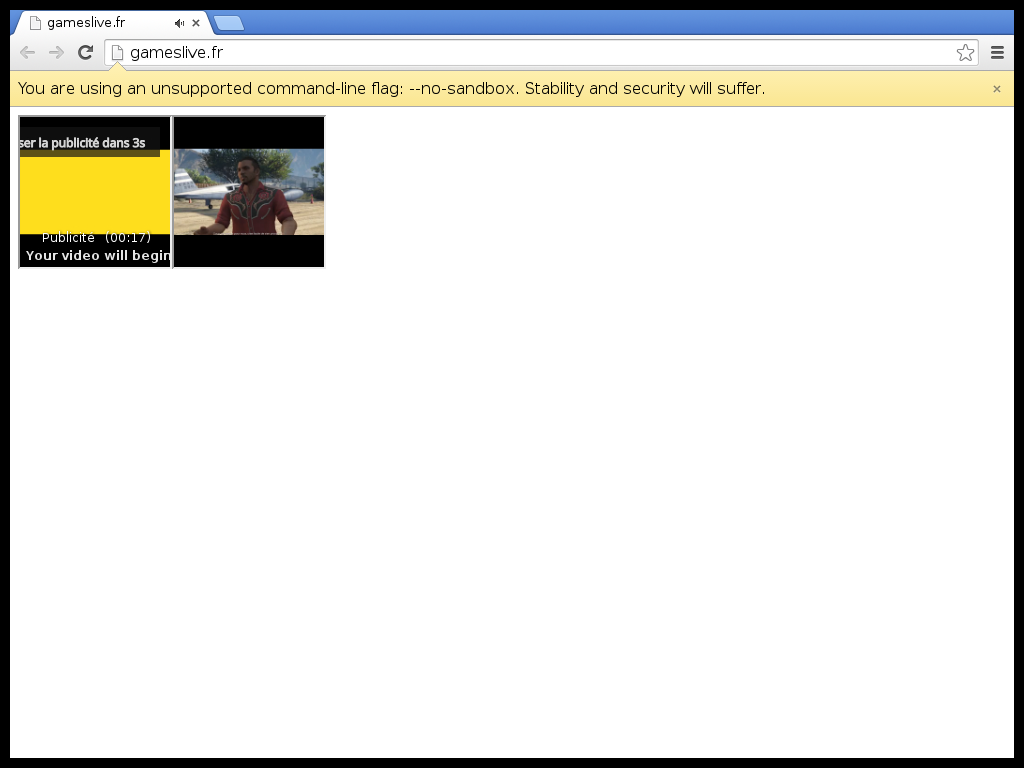 gameslive.fr
gameslive.fr
You are using an unsupported command-line flag: --no-sandbox. Stability and security will suffer.
ser la publicité dans 3s
Publicité (00:17)
Your video will begin